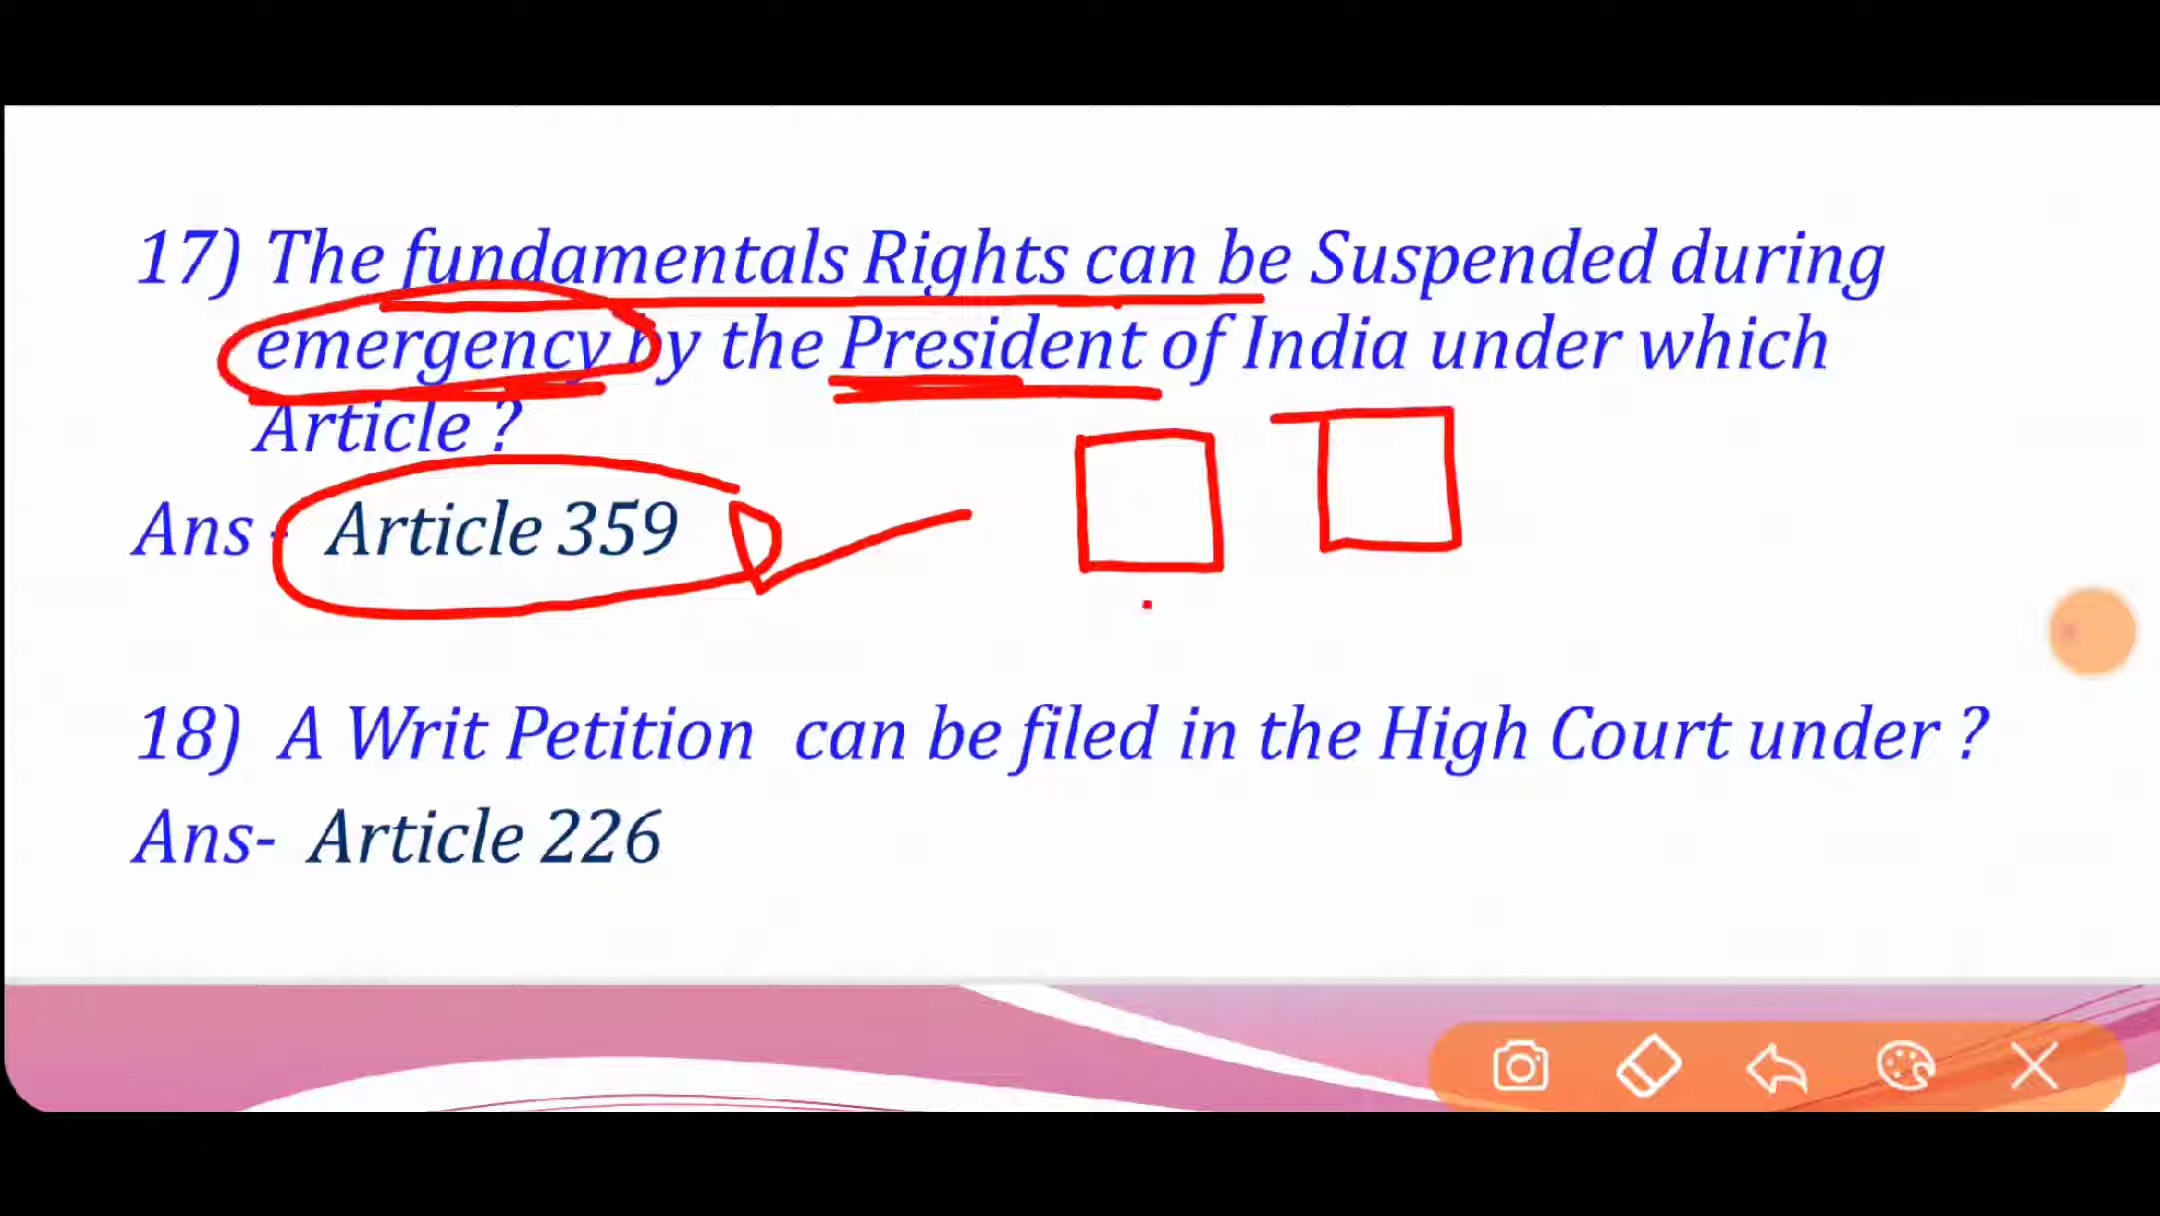 17) The fundamentals Rights can be Suspended during
emergency by the President of India under which
Article ?
Ans - Article 359
18) A Writ Petition can be filed in the High Court under ?
Ans- Article 226